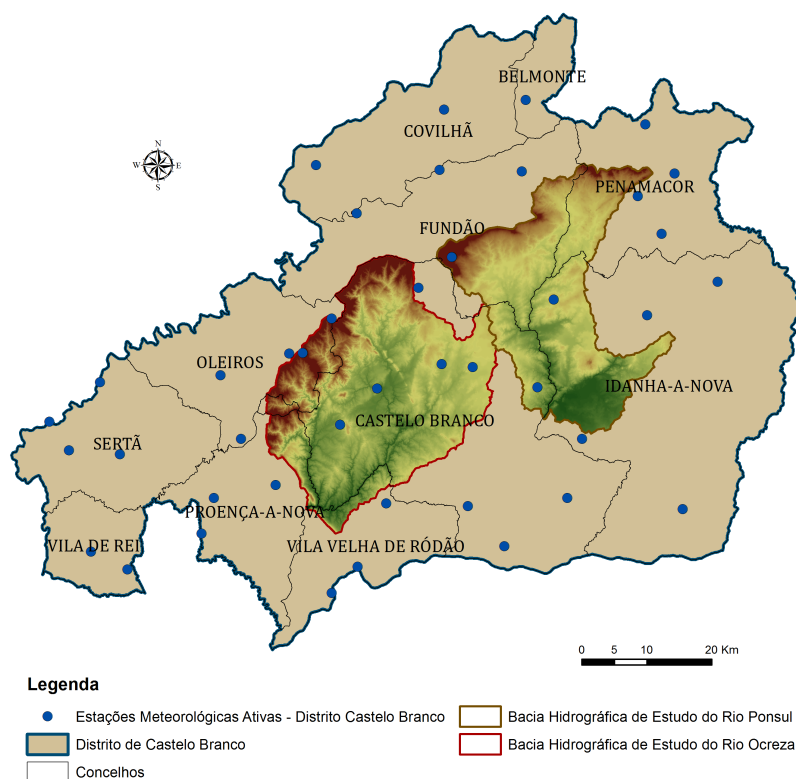 BELMONTE
COVILHÃ
N
W E
S
PENAMACOR
FUNDÃO
OLEIROS
IDANHA-A-NOVA
CASTELO BRANCO
SERTÃ
PROENÇA-A-NOVA
VILA DE REI
VILA VELHA DE RÓDÃO
0 5 10 20 Km
Legenda
Estações Meteorológicas Ativas - Distrito Castelo Branco
Bacia Hidrográfica de Estudo do Rio Ponsul
Distrito de Castelo Branco
Bacia Hidrográfica de Estudo do Rio Ocreza
Concelhos